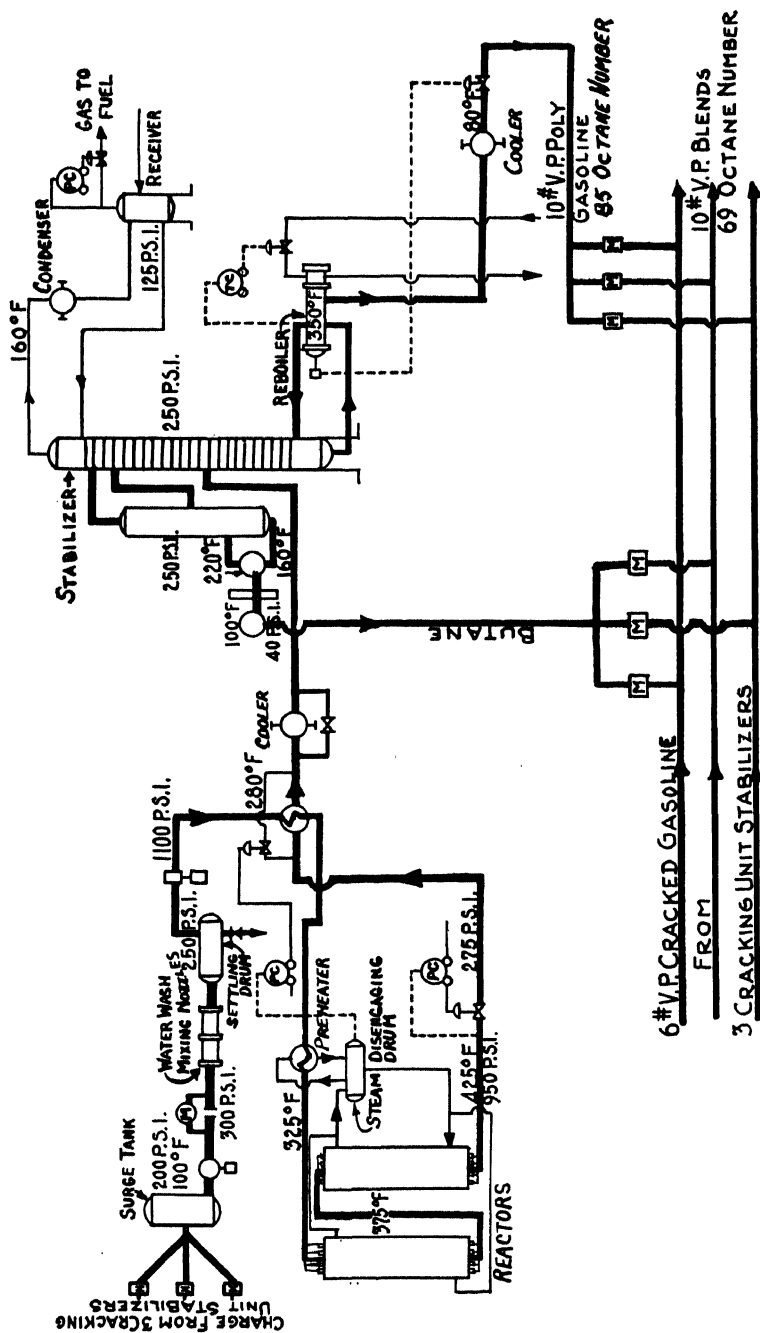 CHARGE FROM 3 CRACKING
UNIT STABILIZERS
M
M
M
SURGE TANK
200 P.S.I.
100°F
M
300 P.S.I.
WATER WASH
MIXING NOZZLES
250 P.S.I.
SETTLING
DRUM
1100 P.S.I.
280°F
COOLER
PC
PREHEATER
325°F
STEAM DISENGAGING
DRUM
375°F
REACTORS
425°F
950 P.S.I.
PC
275 P.S.I.
STABILIZER
250 P.S.I.
220°F
160°F
100°F
40 P.S.I.
BUTANE
250 P.S.I.
160°F
CONDENSER
125 P.S.I.
PC
GAS TO
FUEL
RECEIVER
REBOILER
350°F
80°F
COOLER
10# V.P. POLY
GASOLINE
85 OCTANE NUMBER
M
M
M
M
M
M
6# V.P. CRACKED GASOLINE
FROM
3 CRACKING UNIT STABILIZERS
10# V.P. BLENDS
69 OCTANE NUMBER